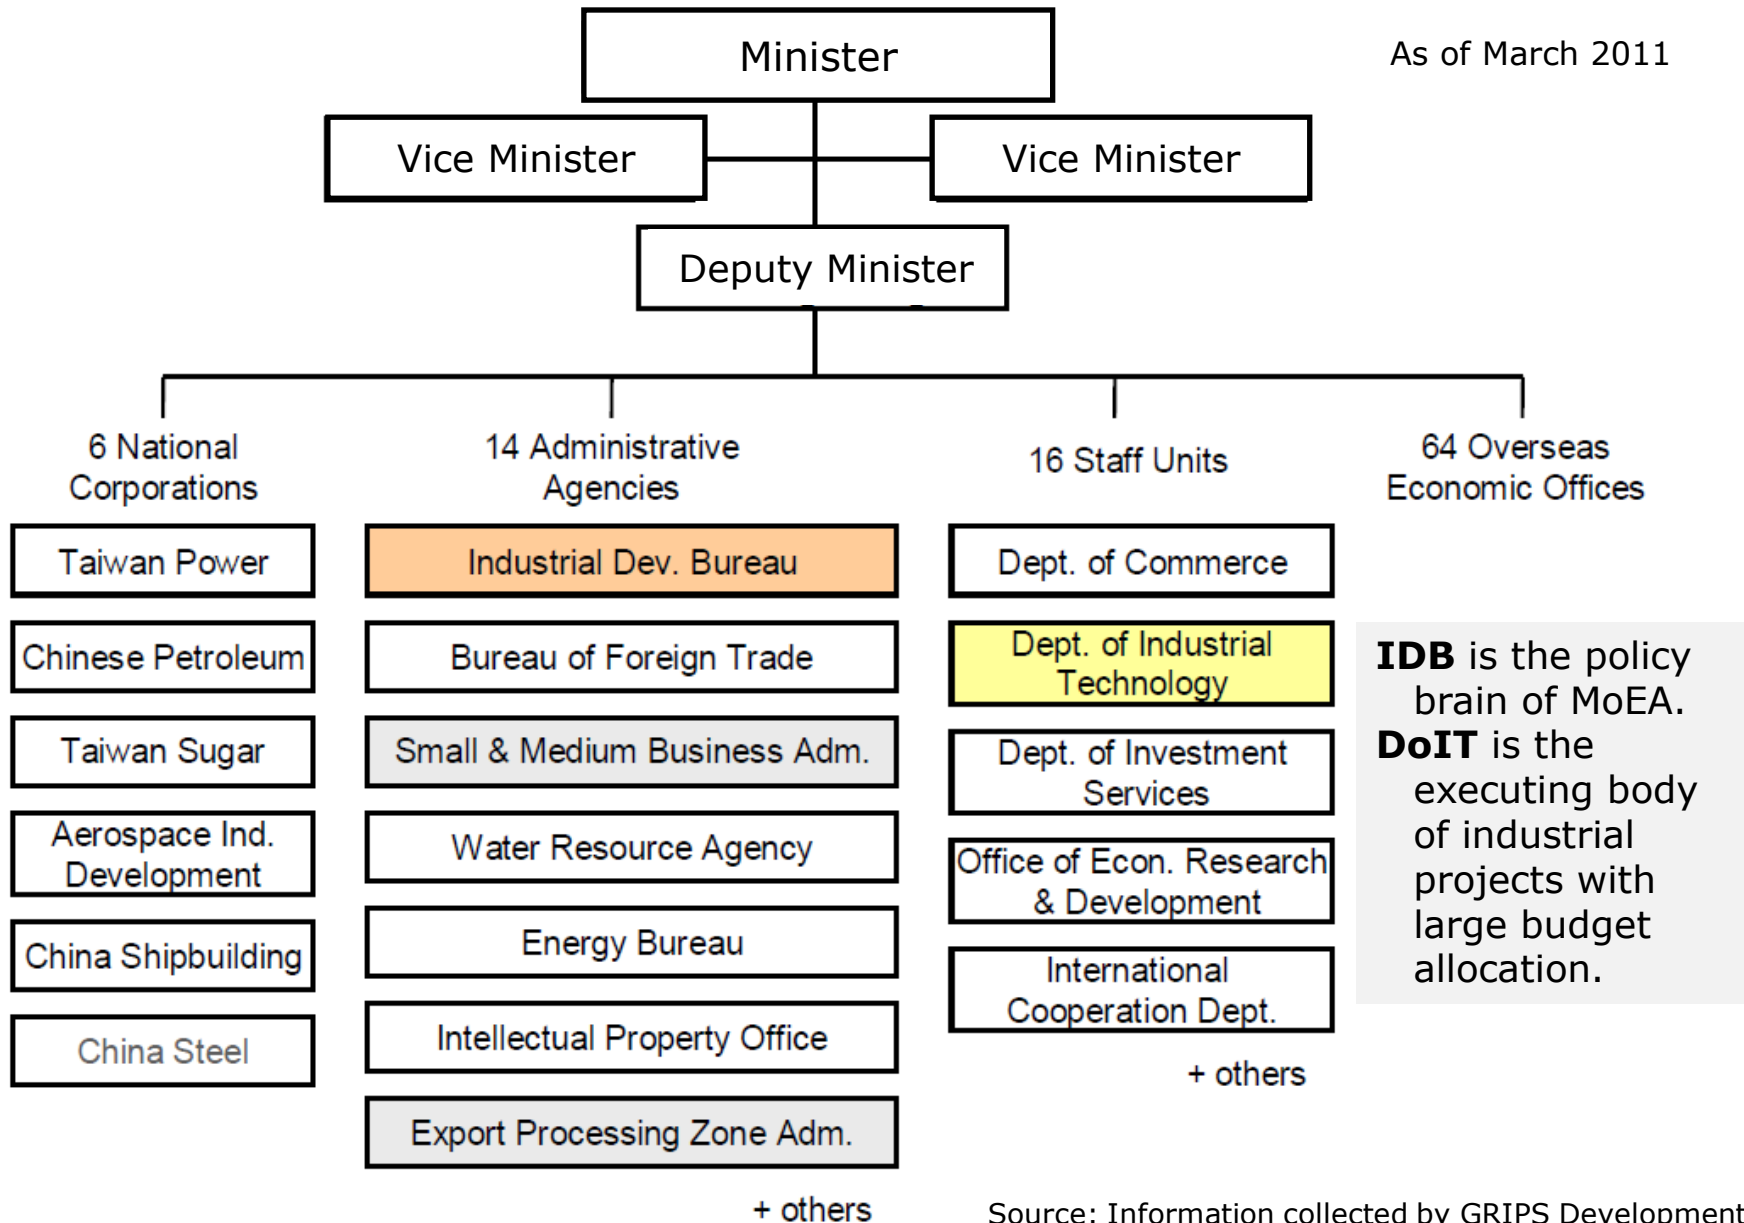 Minister
As of March 2011
Vice Minister
Vice Minister
Deputy Minister
6 National
Corporations
14 Administrative
Agencies
16 Staff Units
64 Overseas
Economic Offices
Taiwan Power
Chinese Petroleum
Taiwan Sugar
Aerospace Ind.
Development
China Shipbuilding
China Steel
Industrial Dev. Bureau
Bureau of Foreign Trade
Small & Medium Business Adm.
Water Resource Agency
Energy Bureau
Intellectual Property Office
Export Processing Zone Adm.
+ others
Dept. of Commerce
Dept. of Industrial
Technology
Dept. of Investment
Services
Office of Econ. Research
& Development
International
Cooperation Dept.
+ others
IDB is the policy
brain of MoEA.
DoIT is the
executing body
of industrial
projects with
large budget
allocation.
Source: Information collected by GRIPS Development